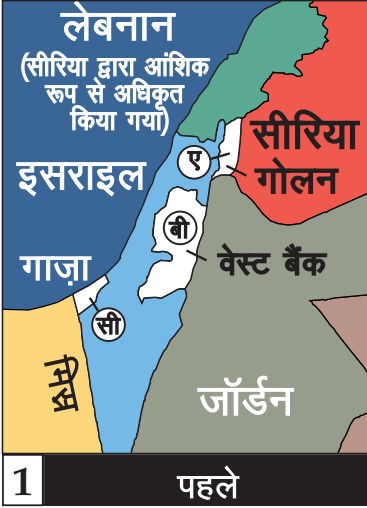 लेबनान
(सीरिया द्वारा आंशिक
रूप से अधिकृत
किया गया)
ए
सीरिया
गोलन
इसराइल
बी
वेस्ट बैंक
गाज़ा
सी
मिस्र
जॉर्डन
1 पहले